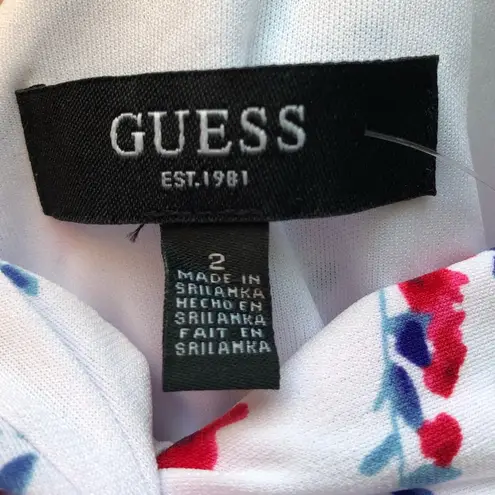 GUESS
EST.1981
2
MADE IN
SRILANKA
HECHO EN
SRILANKA
FAIT EN
SRILANKA